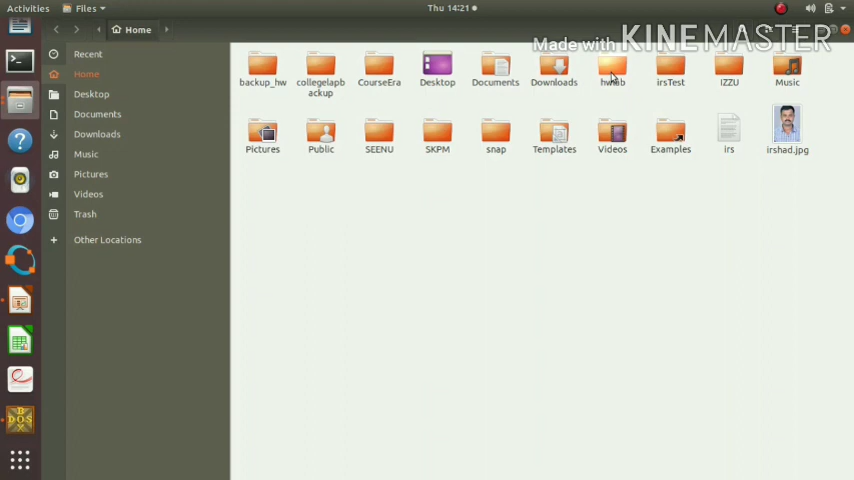 Activities Files Thu 14:21
Home
Made with KINEMASTER
Recent
Home
Desktop
Documents
Downloads
Music
Pictures
Videos
Trash
Other Locations
backup_hw collegelapb CourseEra Desktop Documents Downloads irsTest IZZU Music
ackup
Pictures Public SEENU SKPM snap Templates Videos Examples irs irshad.jpg
BOX
DOS